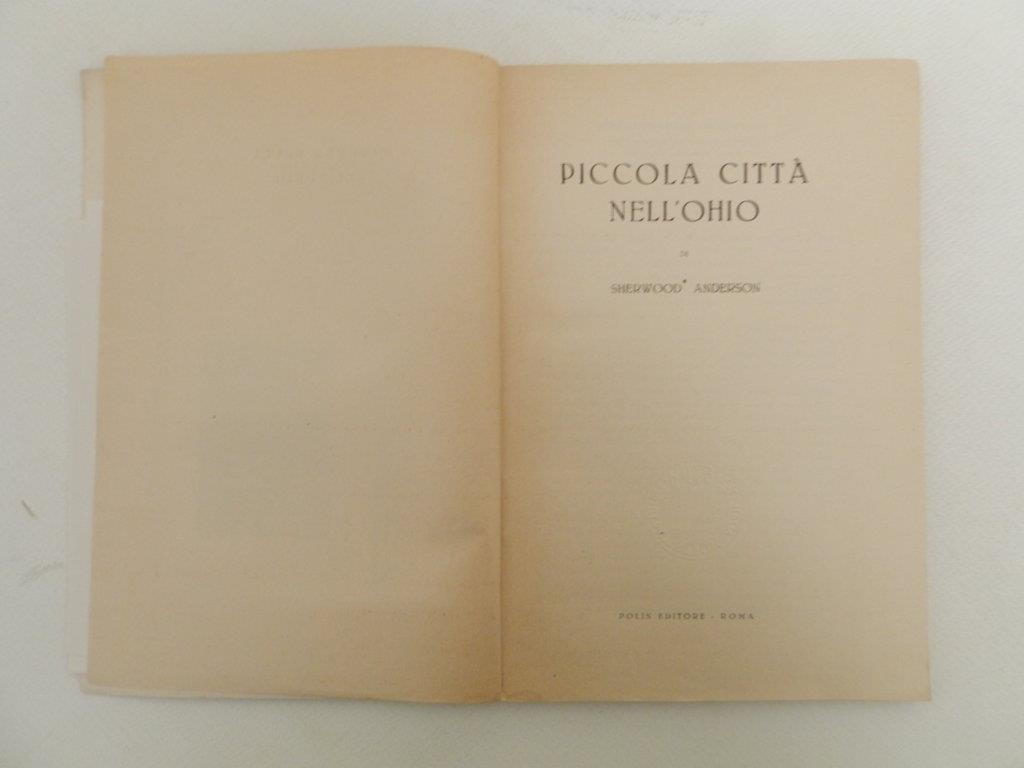 PICCOLA CITTÀ
NELL'OHIO
DI
SHERWOOD ANDERSON
POLIS EDITORE - ROMA